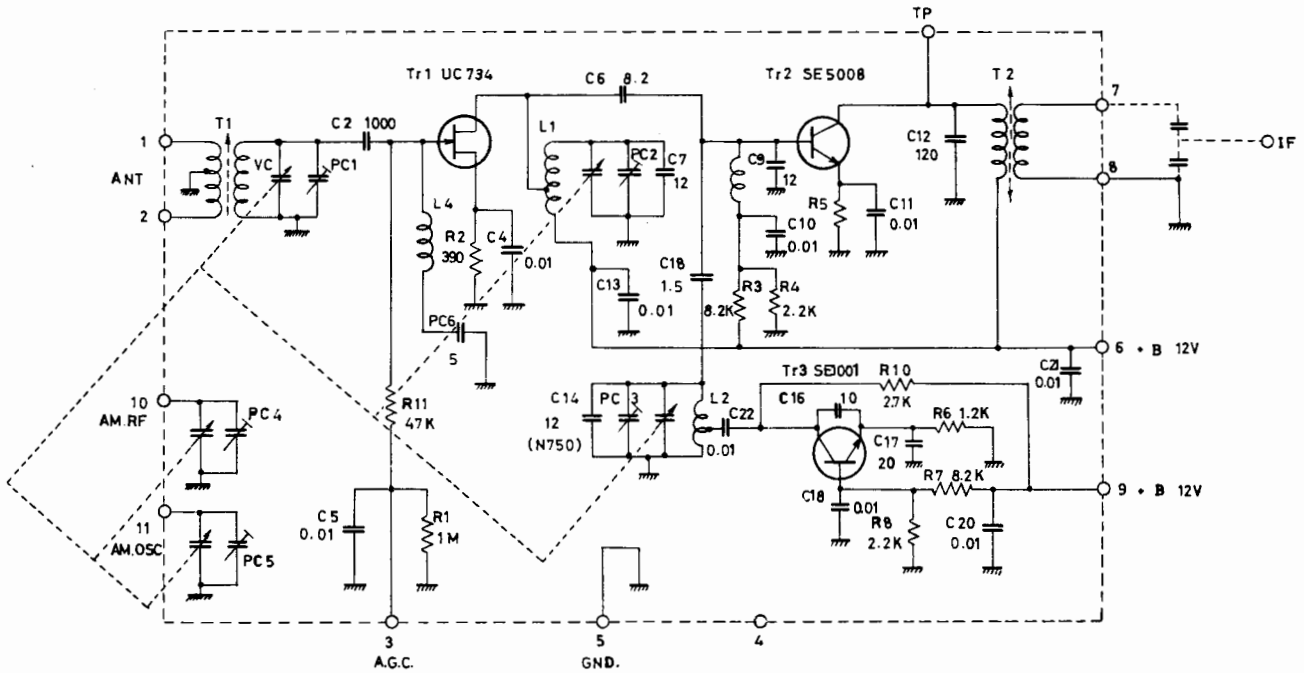 TP
Tr1 UC734
C6 8.2
Tr2 SE5008
T2
7
1
T1
C2 1000
L1
VC
PC1
PC2
C7
12
C9
12
C12
120
IF
ANT
8
2
L4
R2
390
C4
0.01
C10
0.01
R5
C11
0.01
C13
0.01
C18
1.5
R3
8.2K
R4
2.2K
PC6
5
6 + B 12V
C21
0.01
Tr3 SE1001
R10
2.7K
C16
10
10
AM.RF
PC4
R11
47K
C14
12
(N750)
PC 3
L2
C22
0.01
C17
20
R6 1.2K
R7 8.2K
9 + B 12V
11
AM.OSC
PC5
C5
0.01
R1
1M
C18
0.01
R8
2.2K
C20
0.01
3
A.G.C.
5
GND.
4